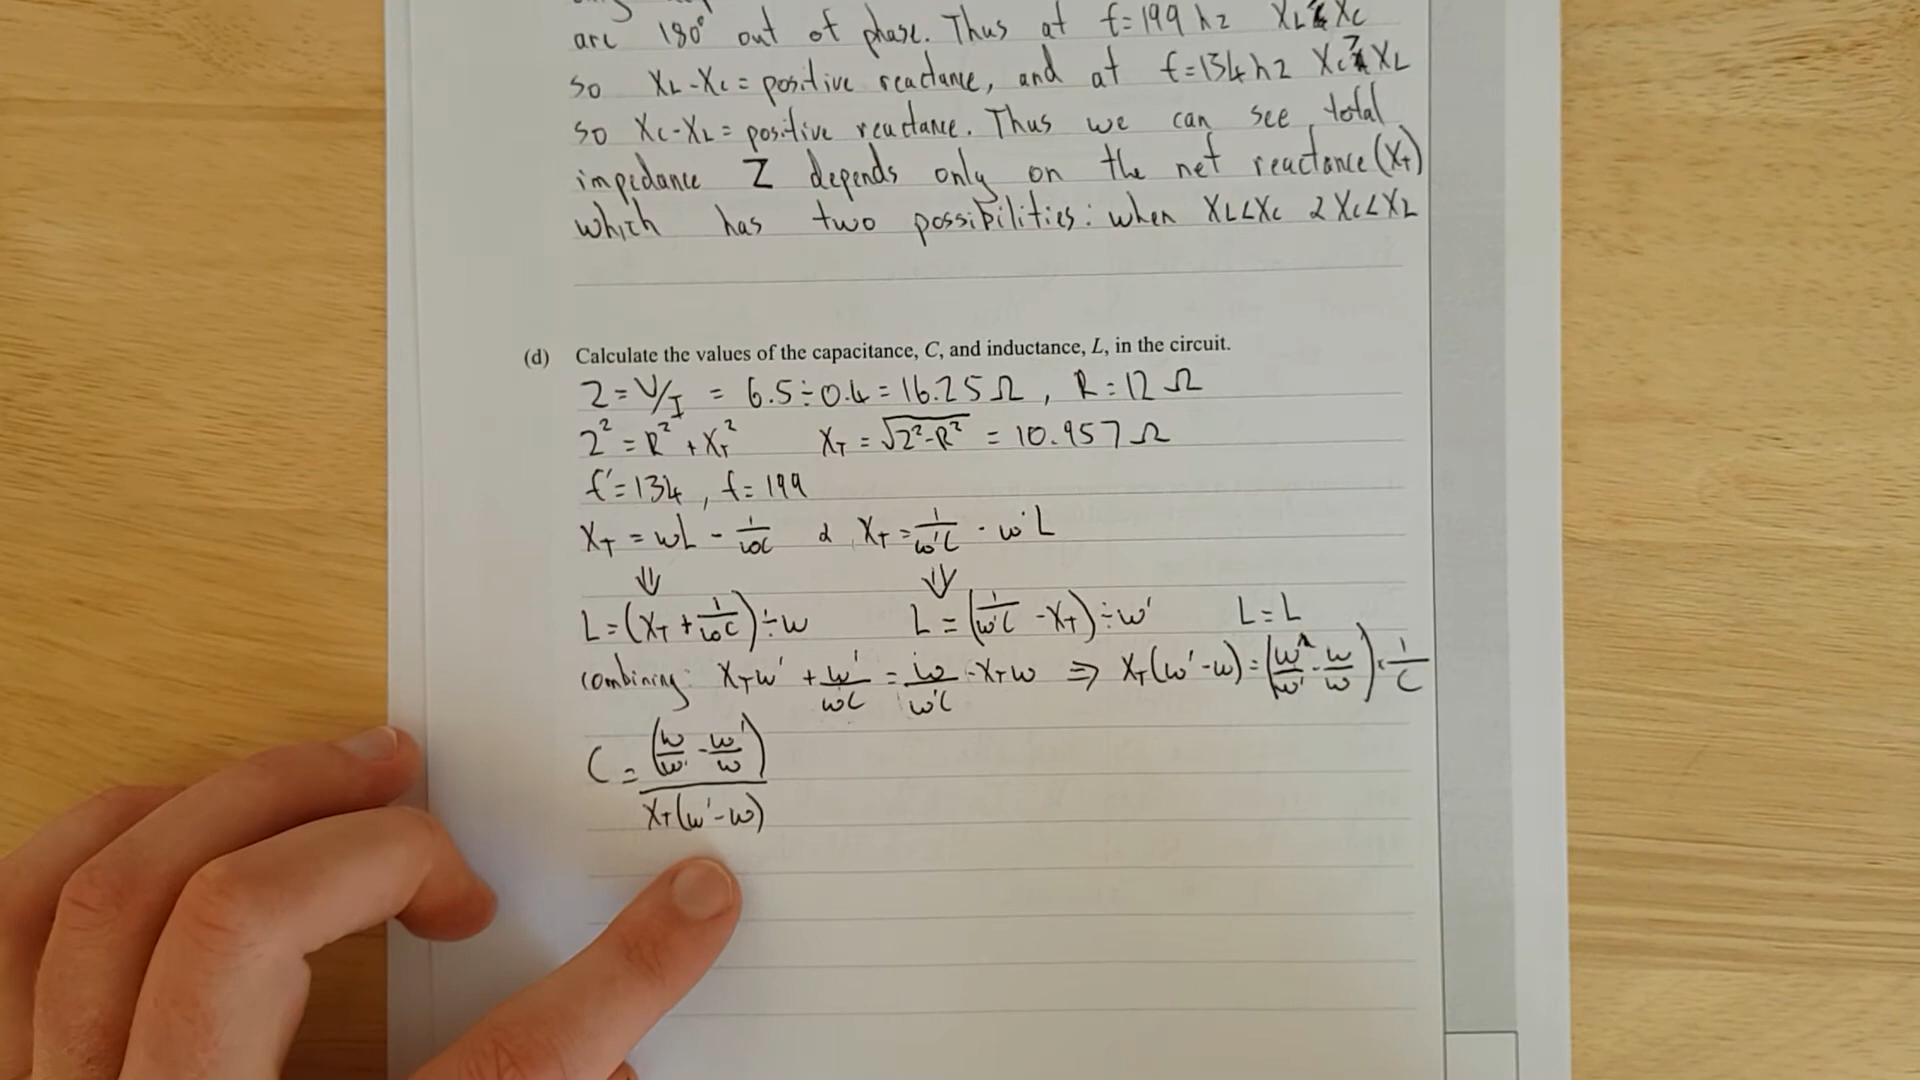 are 180° out of phase. Thus at f=199 hz XL > XC
so XL-XC = positive reactance, and at f=134 hz XC > XL
so XC-XL = positive reactance. Thus we can see total
impedance Z depends only on the net reactance (XT)
which has two possibilities: when XL<XC & XC<XL
(d) Calculate the values of the capacitance, C, and inductance, L, in the circuit.
Z = V/I = 6.5÷0.4 = 16.25 Ω, R = 12 Ω
Z² = R² + XT² XT = √Z²-R² = 10.957 Ω
f' = 134, f = 199
XT = ωL - 1/ωC & XT = 1/ω'C - ω'L
⇓ ⇓
L = (XT + 1/ωC) ÷ ω L = (1/ω'C - XT) ÷ ω' L = L
combining: XTω' + ω'/ωC = ω/ω'C - XTω ⇒ XT(ω'-ω) = (ω/ω' - ω/ω) × 1/C
C = (ω/ω' - ω'/ω) / XT(ω'-ω)